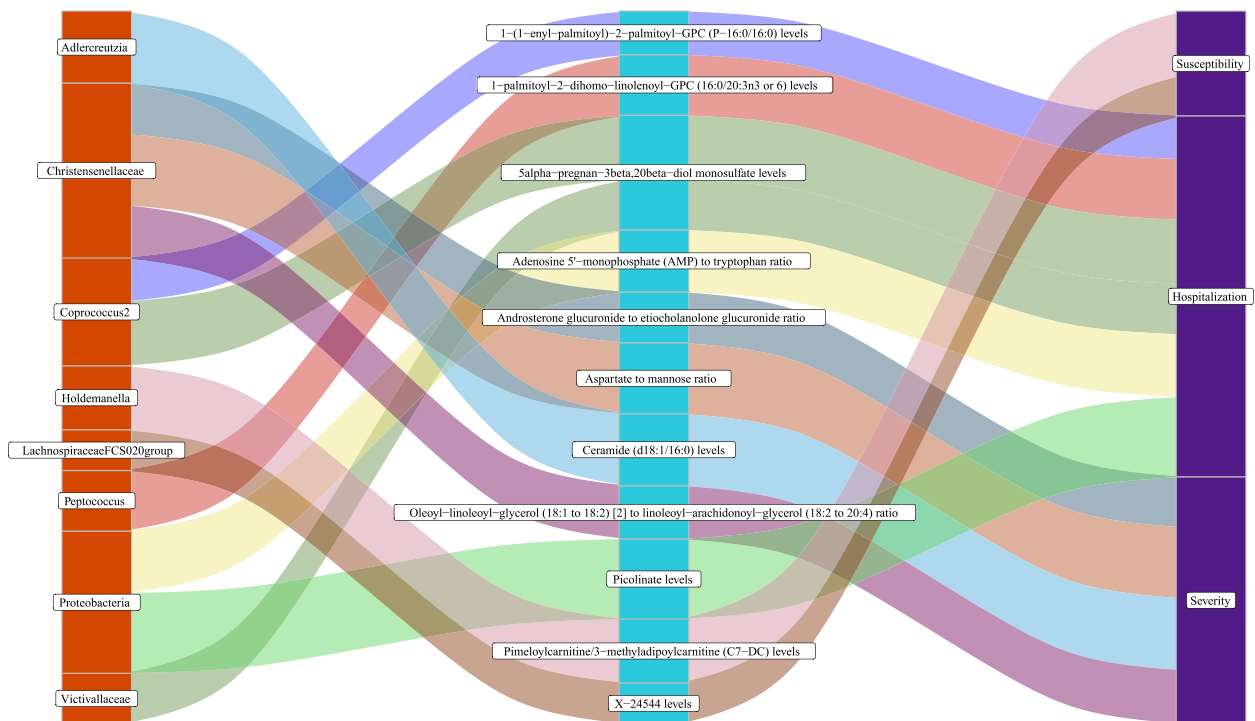 Adlercreutzia
Christensenellaceae
Coprococcus2
Holdemanella
LachnospiraceaeFCS020group
Peptococcus
Proteobacteria
Victivallaceae
1−(1−enyl−palmitoyl)−2−palmitoyl−GPC (P−16:0/16:0) levels
1−palmitoyl−2−dihomo−linolenoyl−GPC (16:0/20:3n3 or 6) levels
5alpha−pregnan−3beta,20beta−diol monosulfate levels
Adenosine 5'−monophosphate (AMP) to tryptophan ratio
Androsterone glucuronide to etiocholanolone glucuronide ratio
Aspartate to mannose ratio
Ceramide (d18:1/16:0) levels
Oleoyl−linoleoyl−glycerol (18:1 to 18:2) [2] to linoleoyl−arachidonoyl−glycerol (18:2 to 20:4) ratio
Picolinate levels
Pimeloylcarnitine/3−methyladipoylcarnitine (C7−DC) levels
X−24544 levels
Susceptibility
Hospitalization
Severity